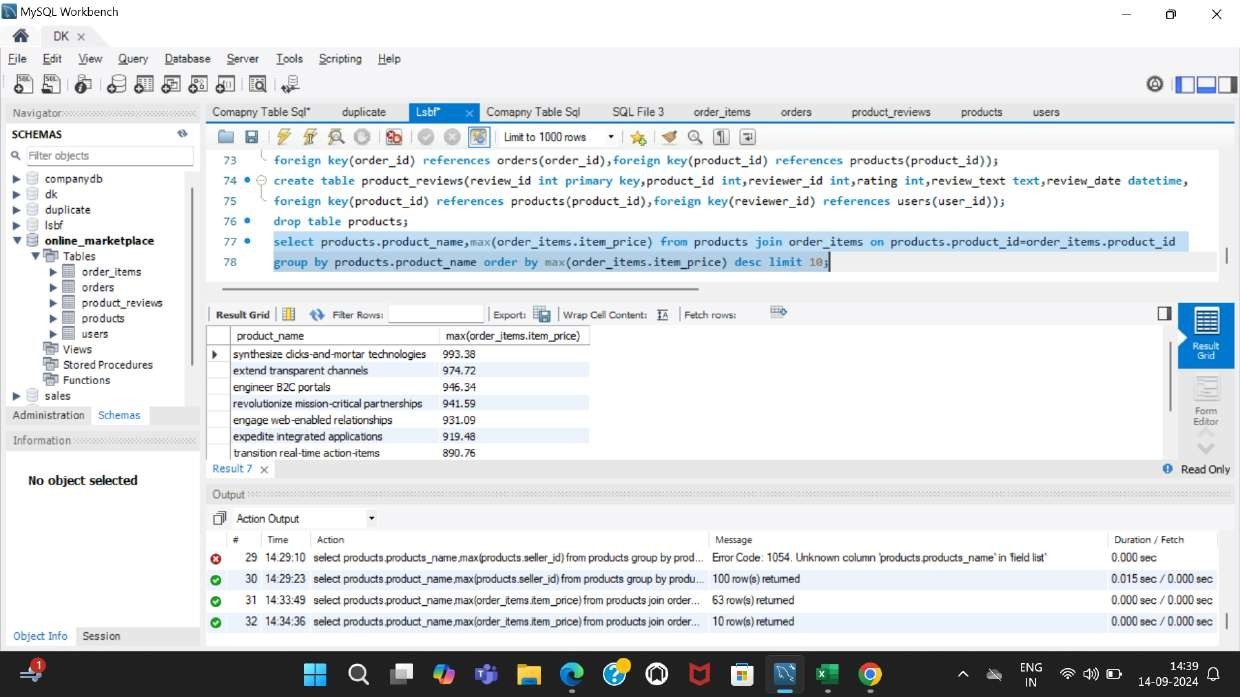 MySQL Workbench
DK
File Edit View Query Database Server Tools Scripting Help
Navigator
SCHEMAS
Filter objects
companydb
dk
duplicate
lsbf
online_marketplace
Tables
order_items
orders
product_reviews
products
users
Views
Stored Procedures
Functions
sales
Administration Schemas
Information
No object selected
Object Info Session
Comapny Table Sql* duplicate Lsbf* Comapny Table Sql SQL File 3 order_items orders product_reviews products users
Limit to 1000 rows
73 foreign key(order_id) references orders(order_id),foreign key(product_id) references products(product_id));
74 create table product_reviews(review_id int primary key,product_id int,reviewer_id int,rating int,review_text text,review_date datetime,
75 foreign key(product_id) references products(product_id),foreign key(reviewer_id) references users(user_id));
76 drop table products;
77 select products.product_name,max(order_items.item_price) from products join order_items on products.product_id=order_items.product_id
78 group by products.product_name order by max(order_items.item_price) desc limit 10;
Result Grid Filter Rows: Export: Wrap Cell Content: Fetch rows:
product_name max(order_items.item_price)
synthesize clicks-and-mortar technologies 993.38
extend transparent channels 974.72
engineer B2C portals 946.34
revolutionize mission-critical partnerships 941.59
engage web-enabled relationships 931.09
expedite integrated applications 919.48
transition real-time action-items 890.76
Result Grid
Form Editor
Result 7
Read Only
Output
Action Output
# Time Action Message Duration / Fetch
29 14:29:10 select products.products_name,max(products.seller_id) from products group by prod... Error Code: 1054. Unknown column 'products.products_name' in 'field list' 0.000 sec
30 14:29:23 select products.product_name,max(products.seller_id) from products group by produ... 100 row(s) returned 0.015 sec / 0.000 sec
31 14:33:49 select products.product_name,max(order_items.item_price) from products join order... 63 row(s) returned 0.000 sec / 0.000 sec
32 14:34:36 select products.product_name,max(order_items.item_price) from products join order... 10 row(s) returned 0.000 sec / 0.000 sec
1
ENG
IN
14:39
14-09-2024